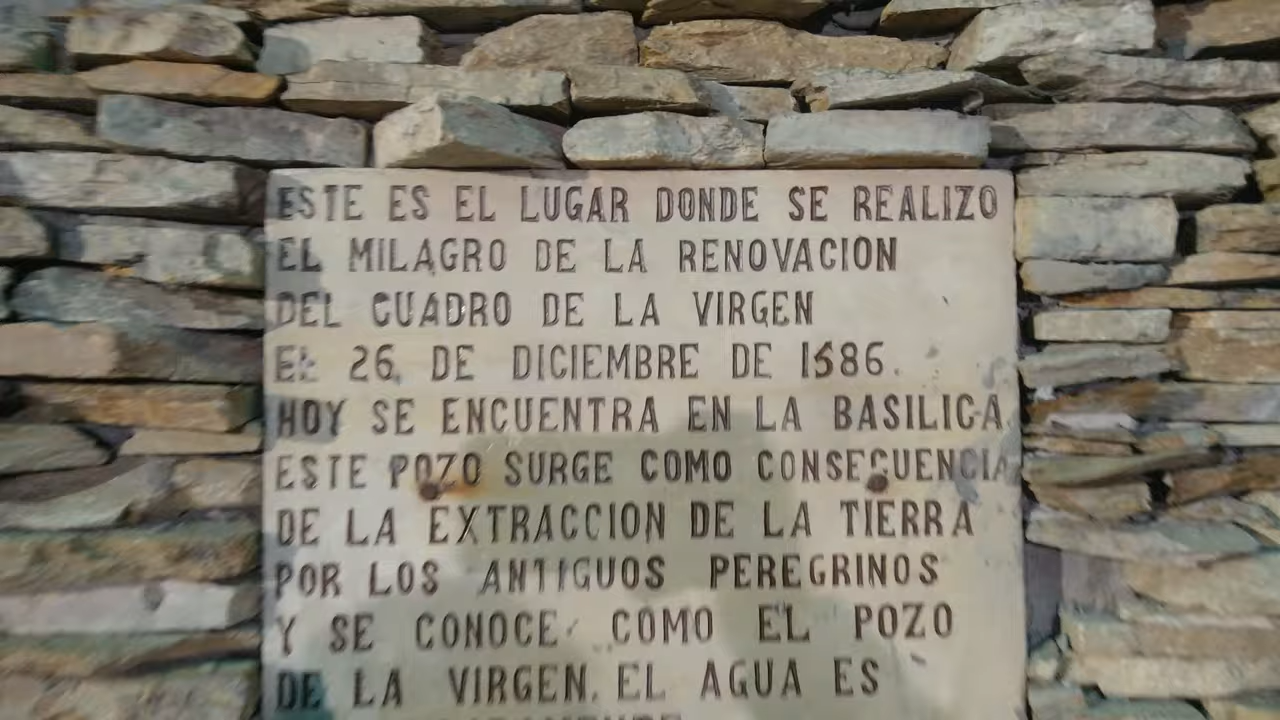 ESTE ES EL LUGAR DONDE SE REALIZO
EL MILAGRO DE LA RENOVACION
DEL CUADRO DE LA VIRGEN
EL 26 DE DICIEMBRE DE 1586.
HOY SE ENCUENTRA EN LA BASILICA
ESTE POZO SURGE COMO CONSECUENCIA
DE LA EXTRACCION DE LA TIERRA
POR LOS ANTIGUOS PEREGRINOS
Y SE CONOCE COMO EL POZO
DE LA VIRGEN. EL AGUA ES